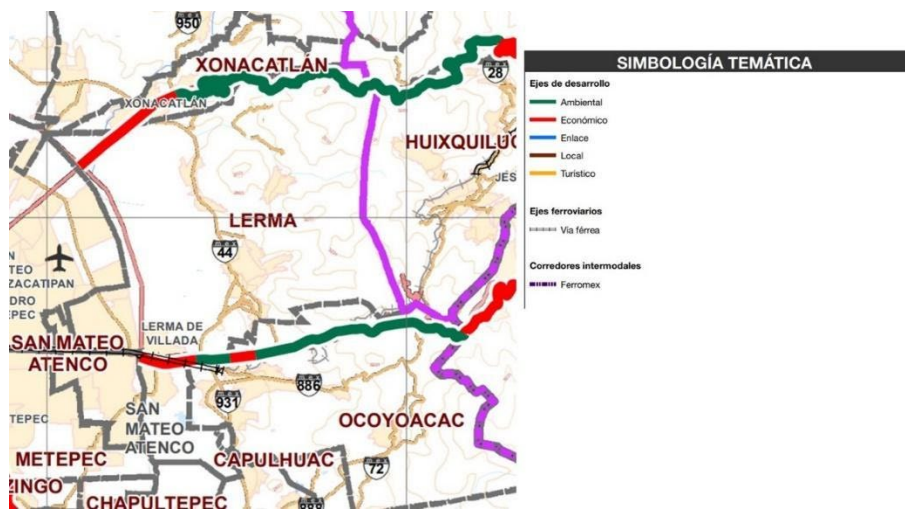 950
XONACATLÁN
28
XONACATLÁN
HUIXQUILUC
JES
LERMA
44
TEO
ZACATIPAN
DRO
TEPEC
LERMA DE
VILLADA
SAN MATEO
ATENCO
886
931
SAN
MATEO
ATENCO
OCOYOACAC
TEPEC
METEPEC
CAPULHUAC
72
ZINGO
CHAPULTEPEC
SIMBOLOGÍA TEMÁTICA
Ejes de desarrollo
Ambiental
Económico
Enlace
Local
Turístico
Ejes ferroviarios
Vía férrea
Corredores intermodales
Ferromex